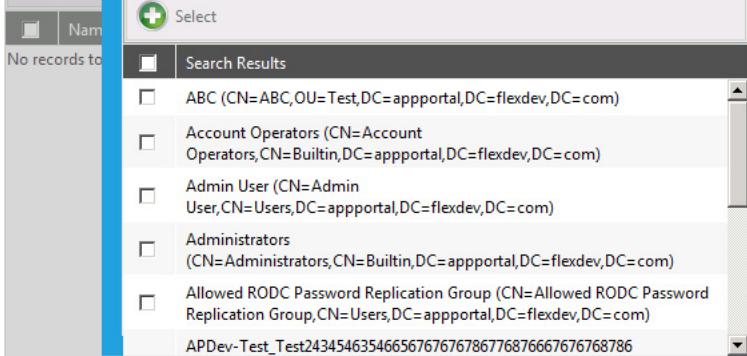 Select
Nam
No records to
Search Results
ABC (CN=ABC,OU=Test,DC=appportal,DC=flexdev,DC=com)
Account Operators (CN=Account
Operators,CN=Builtin,DC=appportal,DC=flexdev,DC=com)
Admin User (CN=Admin
User,CN=Users,DC=appportal,DC=flexdev,DC=com)
Administrators
(CN=Administrators,CN=Builtin,DC=appportal,DC=flexdev,DC=com)
Allowed RODC Password Replication Group (CN=Allowed RODC Password
Replication Group,CN=Users,DC=appportal,DC=flexdev,DC=com)
APDev-Test_Test24345463546656767676786776876667676768786